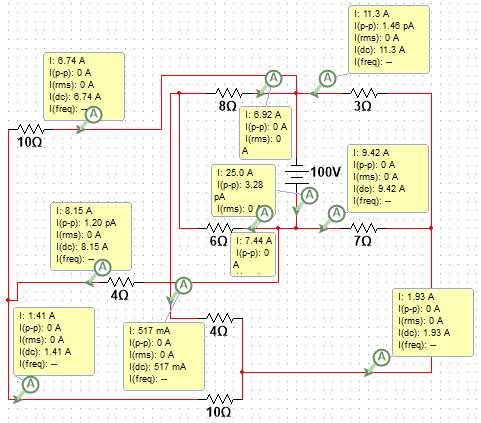 I: 11.3 A
I(p-p): 1.46 pA
I(rms): 0 A
I(dc): 11.3 A
I(freq): --
I: 6.74 A
I(p-p): 0 A
I(rms): 0 A
I(dc): 6.74 A
I(freq): --
A
A
A
8Ω
3Ω
10Ω
I: 6.92 A
I(p-p): 0 A
I(rms): 0
A
I: 9.42 A
I(p-p): 0 A
I(rms): 0 A
I(dc): 9.42 A
I(freq): --
100V
I: 25.0 A
I(p-p): 3.28
pA
I(rms): 0
A
A
A
6Ω
7Ω
I: 8.15 A
I(p-p): 1.20 pA
I(rms): 0 A
I(dc): 8.15 A
I(freq): --
I: 7.44 A
I(p-p): 0
A
A
4Ω
A
I: 1.93 A
I(p-p): 0 A
I(rms): 0 A
I(dc): 1.93 A
I(freq): --
I: 1.41 A
I(p-p): 0 A
I(rms): 0 A
I(dc): 1.41 A
I(freq): --
I: 517 mA
I(p-p): 0 A
I(rms): 0 A
I(dc): 517 mA
I(freq): --
4Ω
A
A
10Ω